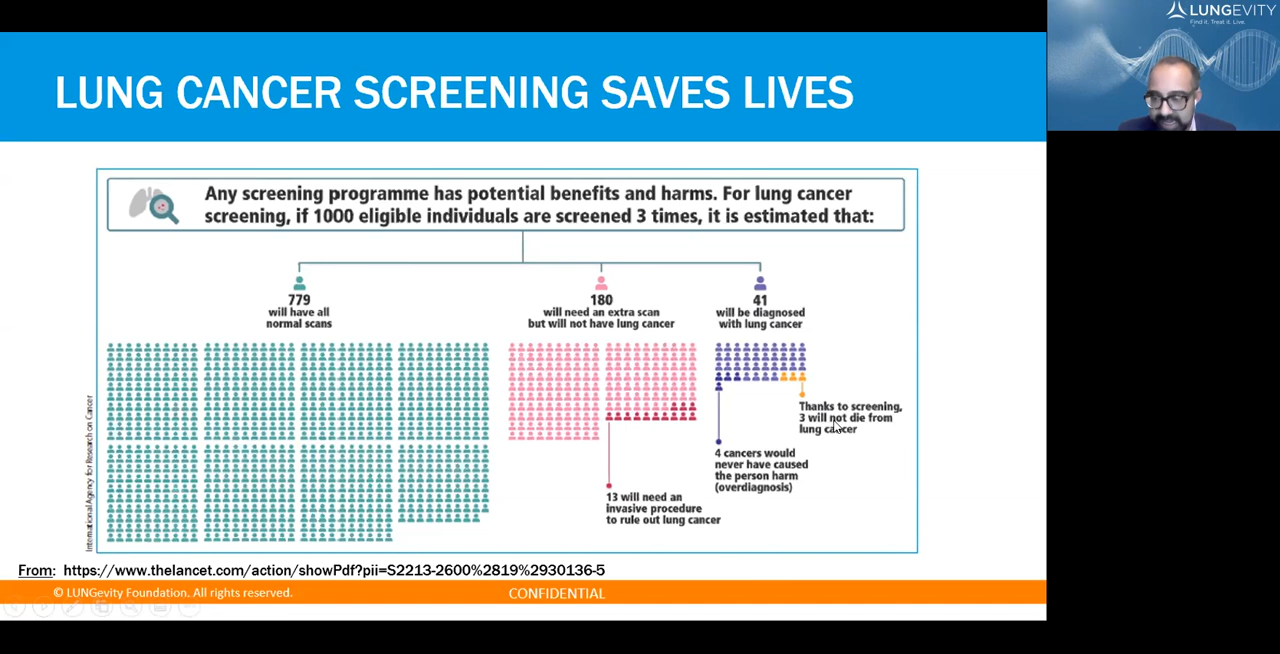 LUNGEVITY
Find it. Treat it. Live.
LUNG CANCER SCREENING SAVES LIVES
Any screening programme has potential benefits and harms. For lung cancer
screening, if 1000 eligible individuals are screened 3 times, it is estimated that:
779
will have all
normal scans
180
will need an extra scan
but will not have lung cancer
41
will be diagnosed
with lung cancer
Thanks to screening,
3 will not die from
lung cancer
4 cancers would
never have caused
the person harm
(overdiagnosis)
13 will need an
invasive procedure
to rule out lung cancer
International Agency for Research on Cancer
From: https://www.thelancet.com/action/showPdf?pii=S2213-2600%2819%2930136-5
© LUNGevity Foundation. All rights reserved.
CONFIDENTIAL